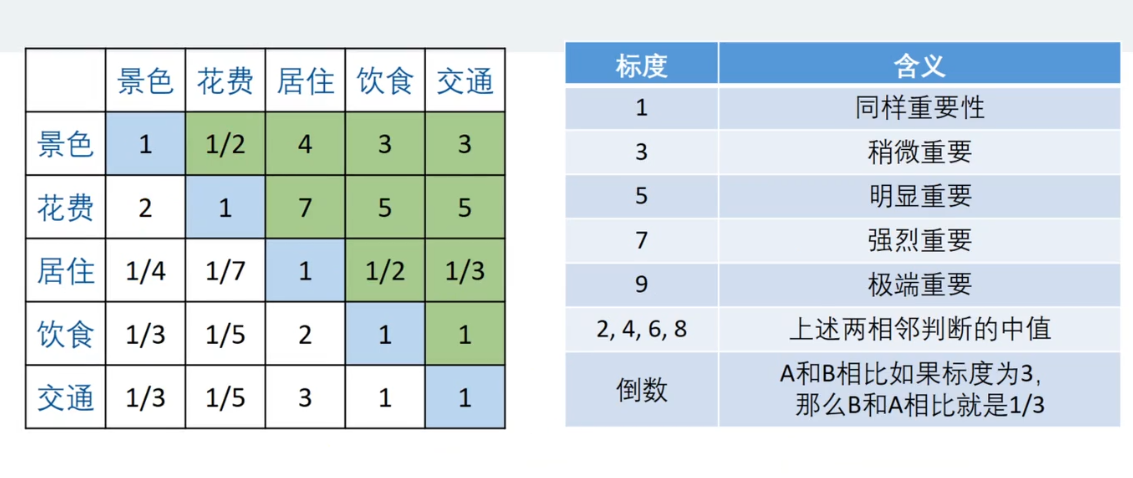 景色 花费 居住 饮食 交通
景色 1 1/2 4 3 3
花费 2 1 7 5 5
居住 1/4 1/7 1 1/2 1/3
饮食 1/3 1/5 2 1 1
交通 1/3 1/5 3 1 1
标度 含义
1 同样重要性
3 稍微重要
5 明显重要
7 强烈重要
9 极端重要
2, 4, 6, 8 上述两相邻判断的中值
倒数 A和B相比如果标度为3,
那么B和A相比就是1/3